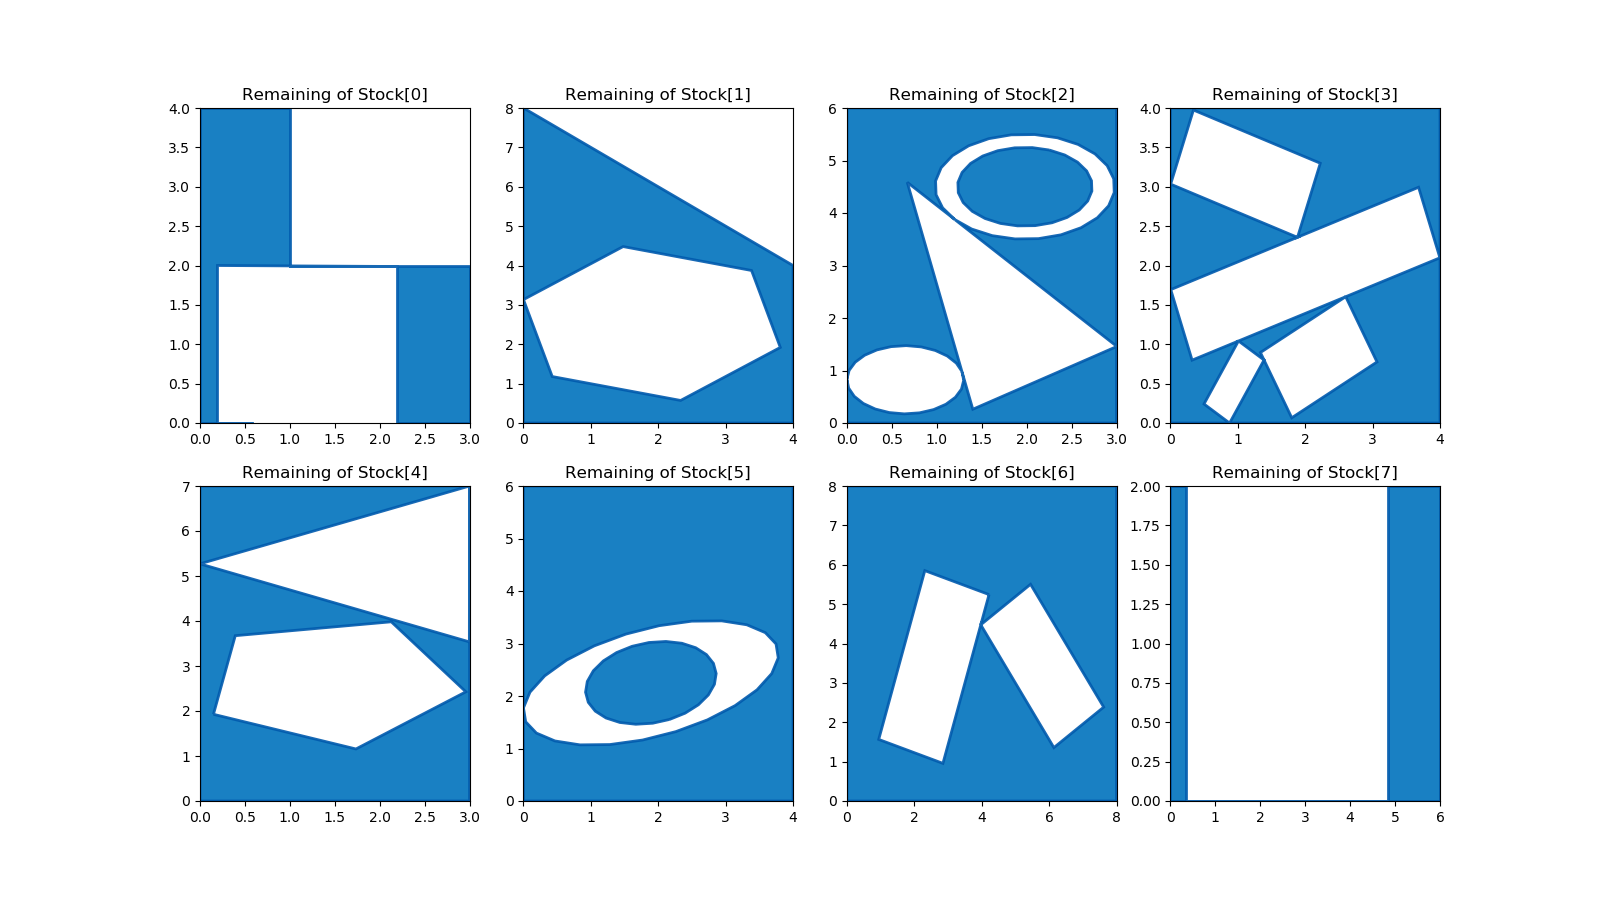 Remaining of Stock[0] Remaining of Stock[1] Remaining of Stock[2] Remaining of Stock[3]
4.0 8 6 4.0
3.5 7 5 3.5
3.0 6 4 3.0
2.5 5 3 2.5
2.0 4 2 2.0
1.5 3 1 1.5
1.0 2 0 1.0
0.5 1 0.5
0.0 0 0.0
0.0 0.5 1.0 1.5 2.0 2.5 3.0 0 1 2 3 4 0.0 0.5 1.0 1.5 2.0 2.5 3.0 0 1 2 3 4
Remaining of Stock[4] Remaining of Stock[5] Remaining of Stock[6] Remaining of Stock[7]
7 6 8 2.00
6 5 7 1.75
5 4 6 1.50
4 3 5 1.25
3 2 4 1.00
2 1 3 0.75
1 0 2 0.50
0 1 0.25
0 0.00
0.0 0.5 1.0 1.5 2.0 2.5 3.0 0 1 2 3 4 0 2 4 6 8 0 1 2 3 4 5 6